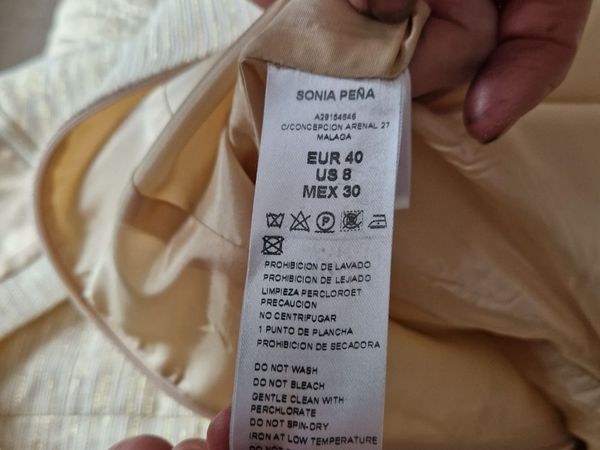 SONIA PEÑA
A29154646
C/CONCEPCION ARENAL 27
MALAGA
EUR 40
US 8
MEX 30
P
PROHIBICION DE LAVADO
PROHIBICION DE LEJIADO
LIMPIEZA PERCLOROET
PRECAUCION
NO CENTRIFUGAR
1 PUNTO DE PLANCHA
PROHIBICION DE SECADORA
DO NOT WASH
DO NOT BLEACH
GENTLE CLEAN WITH
PERCHLORATE
DO NOT SPIN-DRY
IRON AT LOW TEMPERATURE